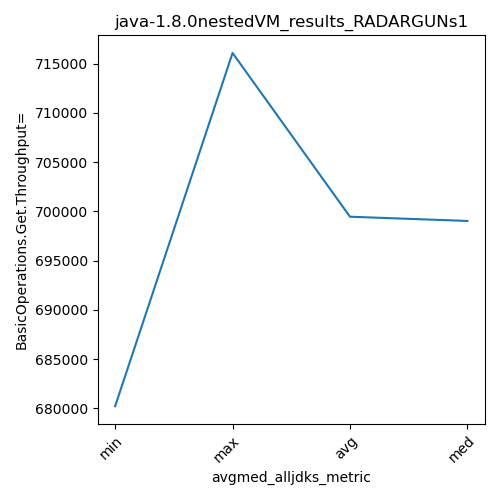 java-1.8.0nestedVM_results_RADARGUNs1
BasicOperations.Get.Throughput=
715000
710000
705000
700000
695000
690000
685000
680000
min
max
avg
med
avgmed_alljdks_metric